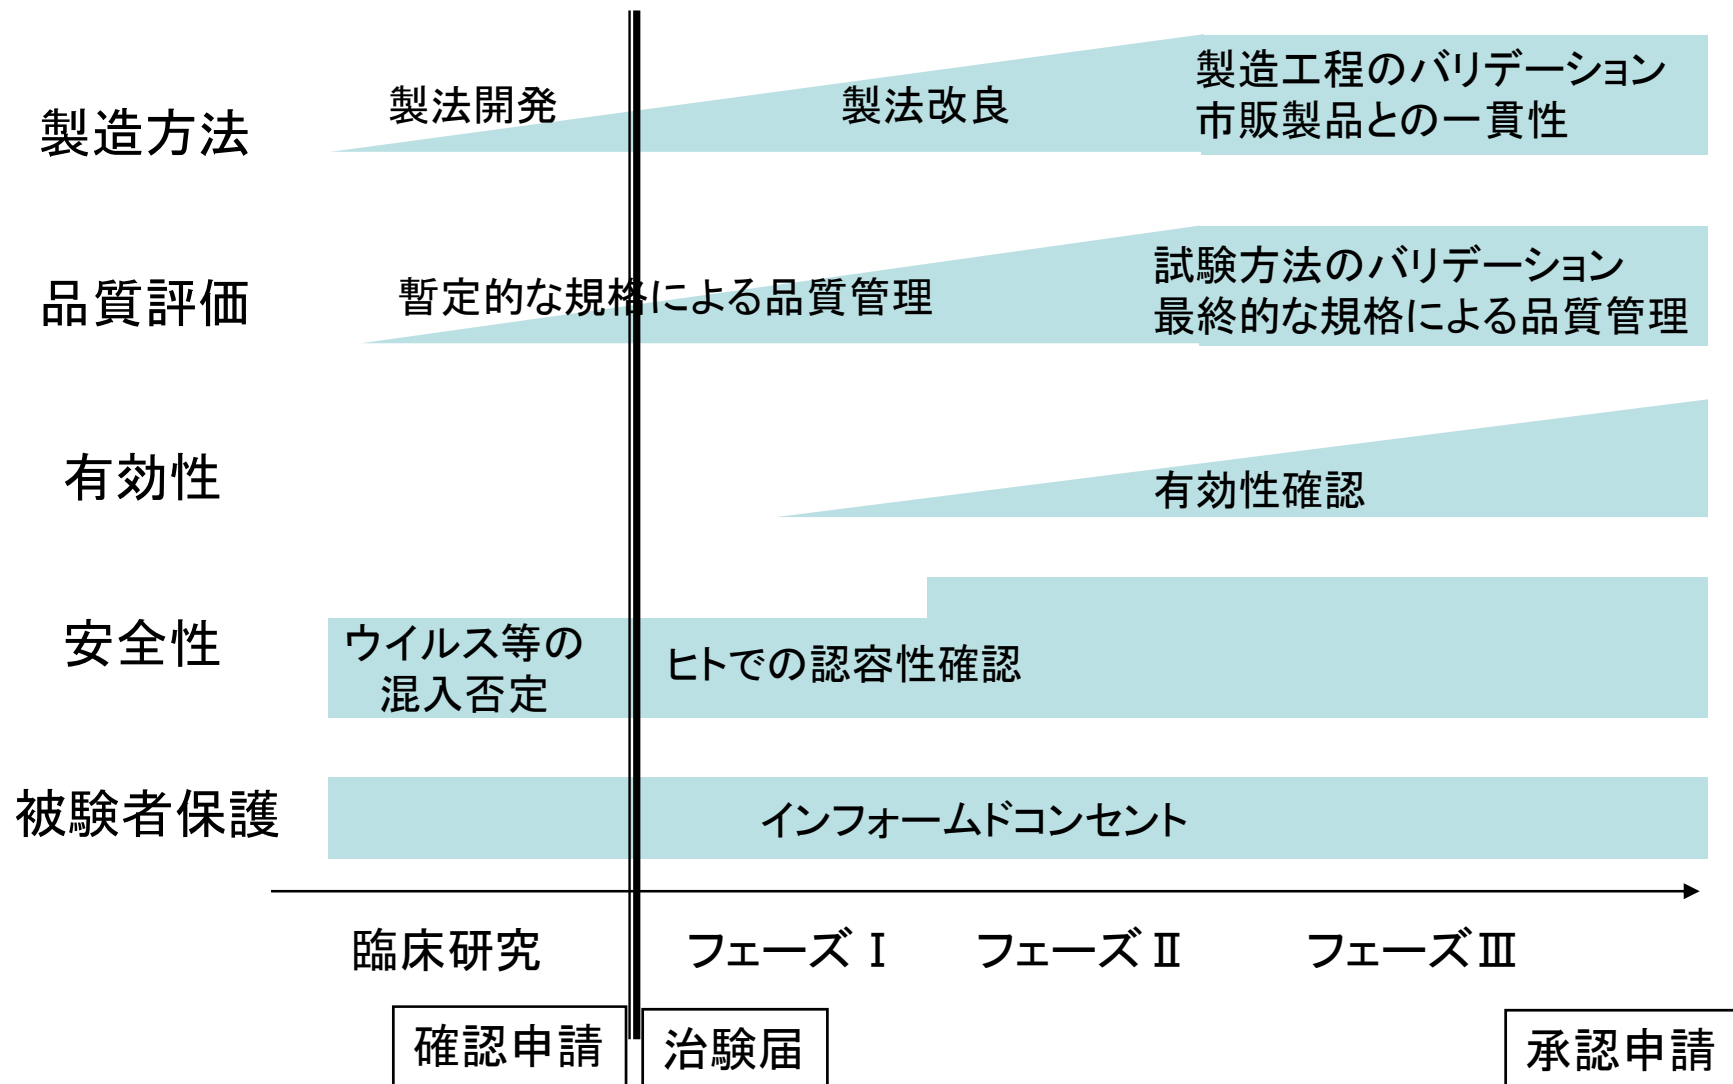 製造方法
製法開発
製法改良
製造工程のバリデーション
市販製品との一貫性
品質評価
暫定的な規格による品質管理
試験方法のバリデーション
最終的な規格による品質管理
有効性
有効性確認
安全性
ウイルス等の
混入否定
ヒトでの認容性確認
被験者保護
インフォームドコンセント
臨床研究
フェーズⅠ
フェーズⅡ
フェーズⅢ
確認申請
治験届
承認申請